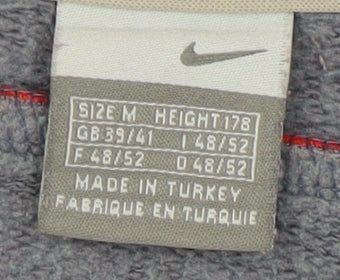 SIZE M HEIGHT 178
GB 39/41 I 48/52
F 48/52 D 48/52
MADE IN TURKEY
FABRIQUE EN TURQUIE